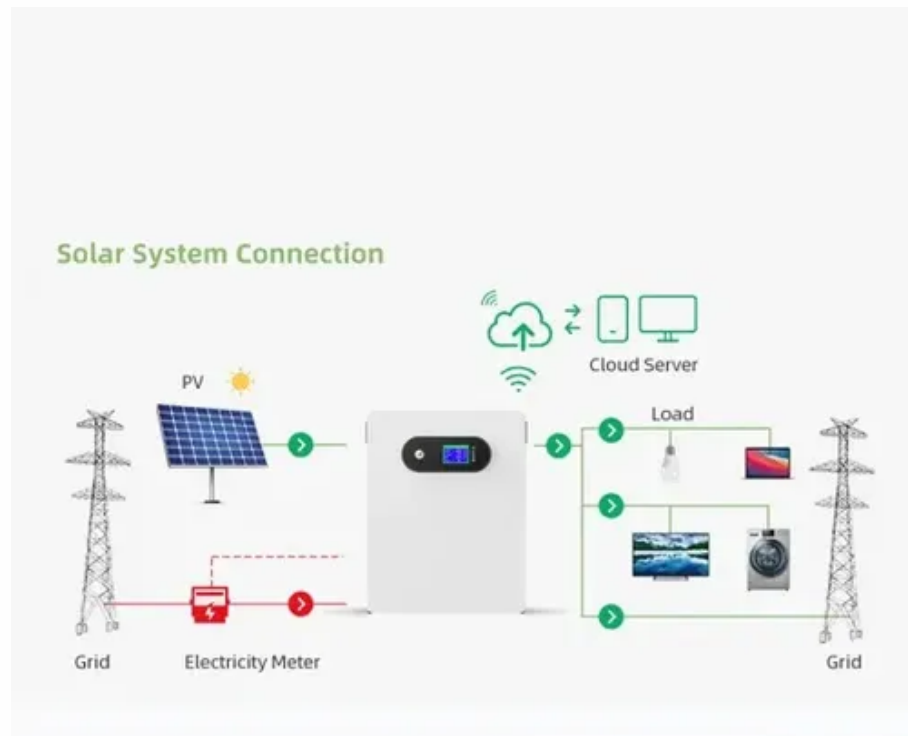 Solar System Connection
Cloud Server
PV
Load
Grid
Electricity Meter
Grid